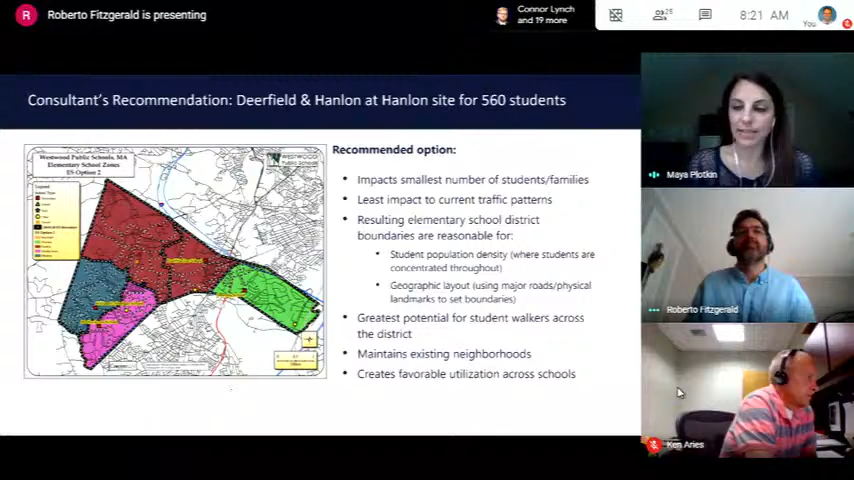 R
Roberto Fitzgerald is presenting
Connor Lynch
and 19 more
26
8:21 AM
You
Consultant's Recommendation: Deerfield & Hanlon at Hanlon site for 560 students
Westwood Public Schools, MA
Elementary School Zones
ES Option 2
WESTWOOD
Public Schools
Legend
Recommended option:
• Impacts smallest number of students/families
• Least impact to current traffic patterns
• Resulting elementary school district
boundaries are reasonable for:
• Student population density (where students are
concentrated throughout)
• Geographic layout (using major roads/physical
landmarks to set boundaries)
• Greatest potential for student walkers across
the district
• Maintains existing neighborhoods
• Creates favorable utilization across schools
Maya Plotkin
Roberto Fitzgerald
Ken Aries